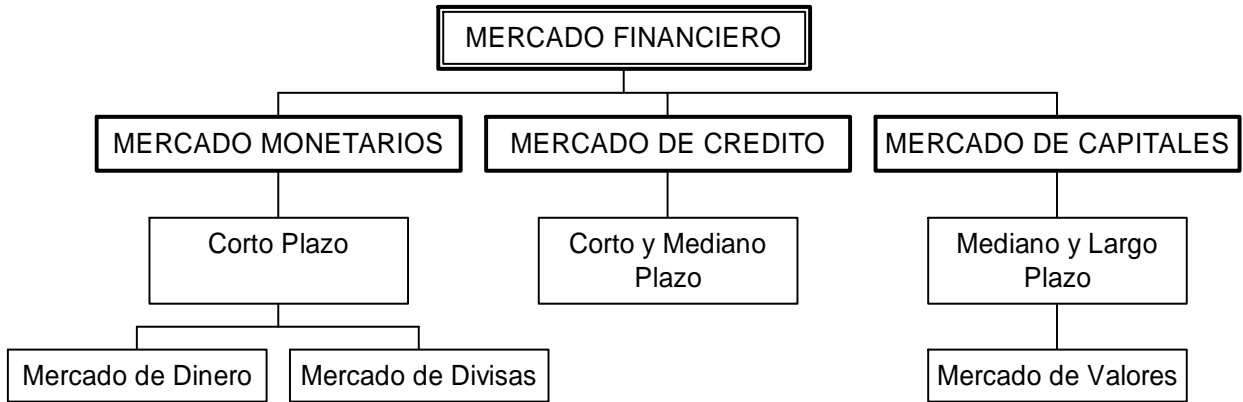 MERCADO FINANCIERO
MERCADO MONETARIOS
MERCADO DE CREDITO
MERCADO DE CAPITALES
Corto Plazo
Corto y Mediano
Plazo
Mediano y Largo
Plazo
Mercado de Dinero
Mercado de Divisas
Mercado de Valores